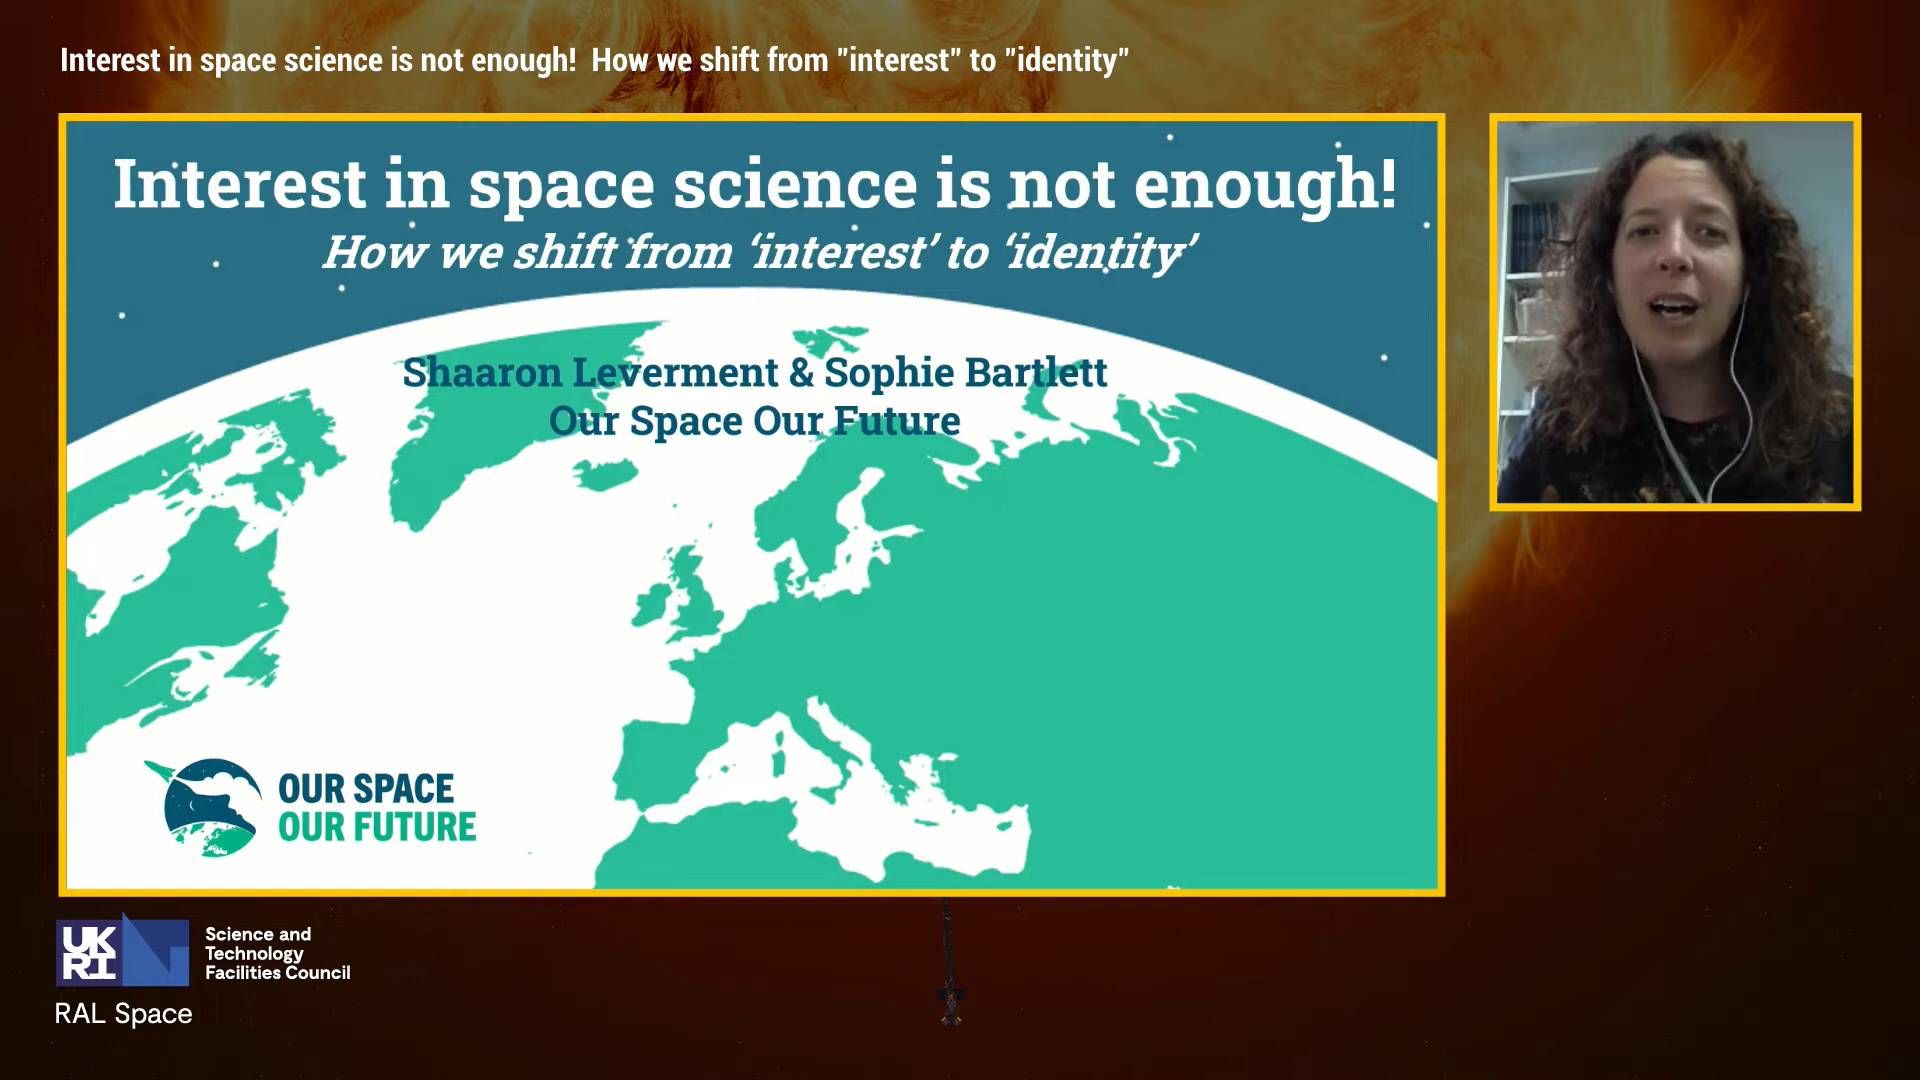 Interest in space science is not enough!  How we shift from "interest" to "identity"
Interest in space science is not enough!
How we shift from ‘interest’ to ‘identity’
Shaaron Leverment & Sophie Bartlett
Our Space Our Future
OUR SPACE
OUR FUTURE
UK
RI
Science and
Technology
Facilities Council
RAL Space